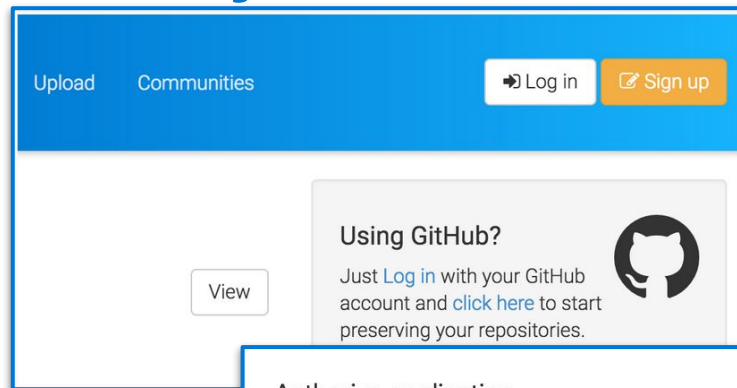 Upload Communities Log in Sign up
Using GitHub?
Just Log in with your GitHub
View
account and click here to start
preserving your repositories.